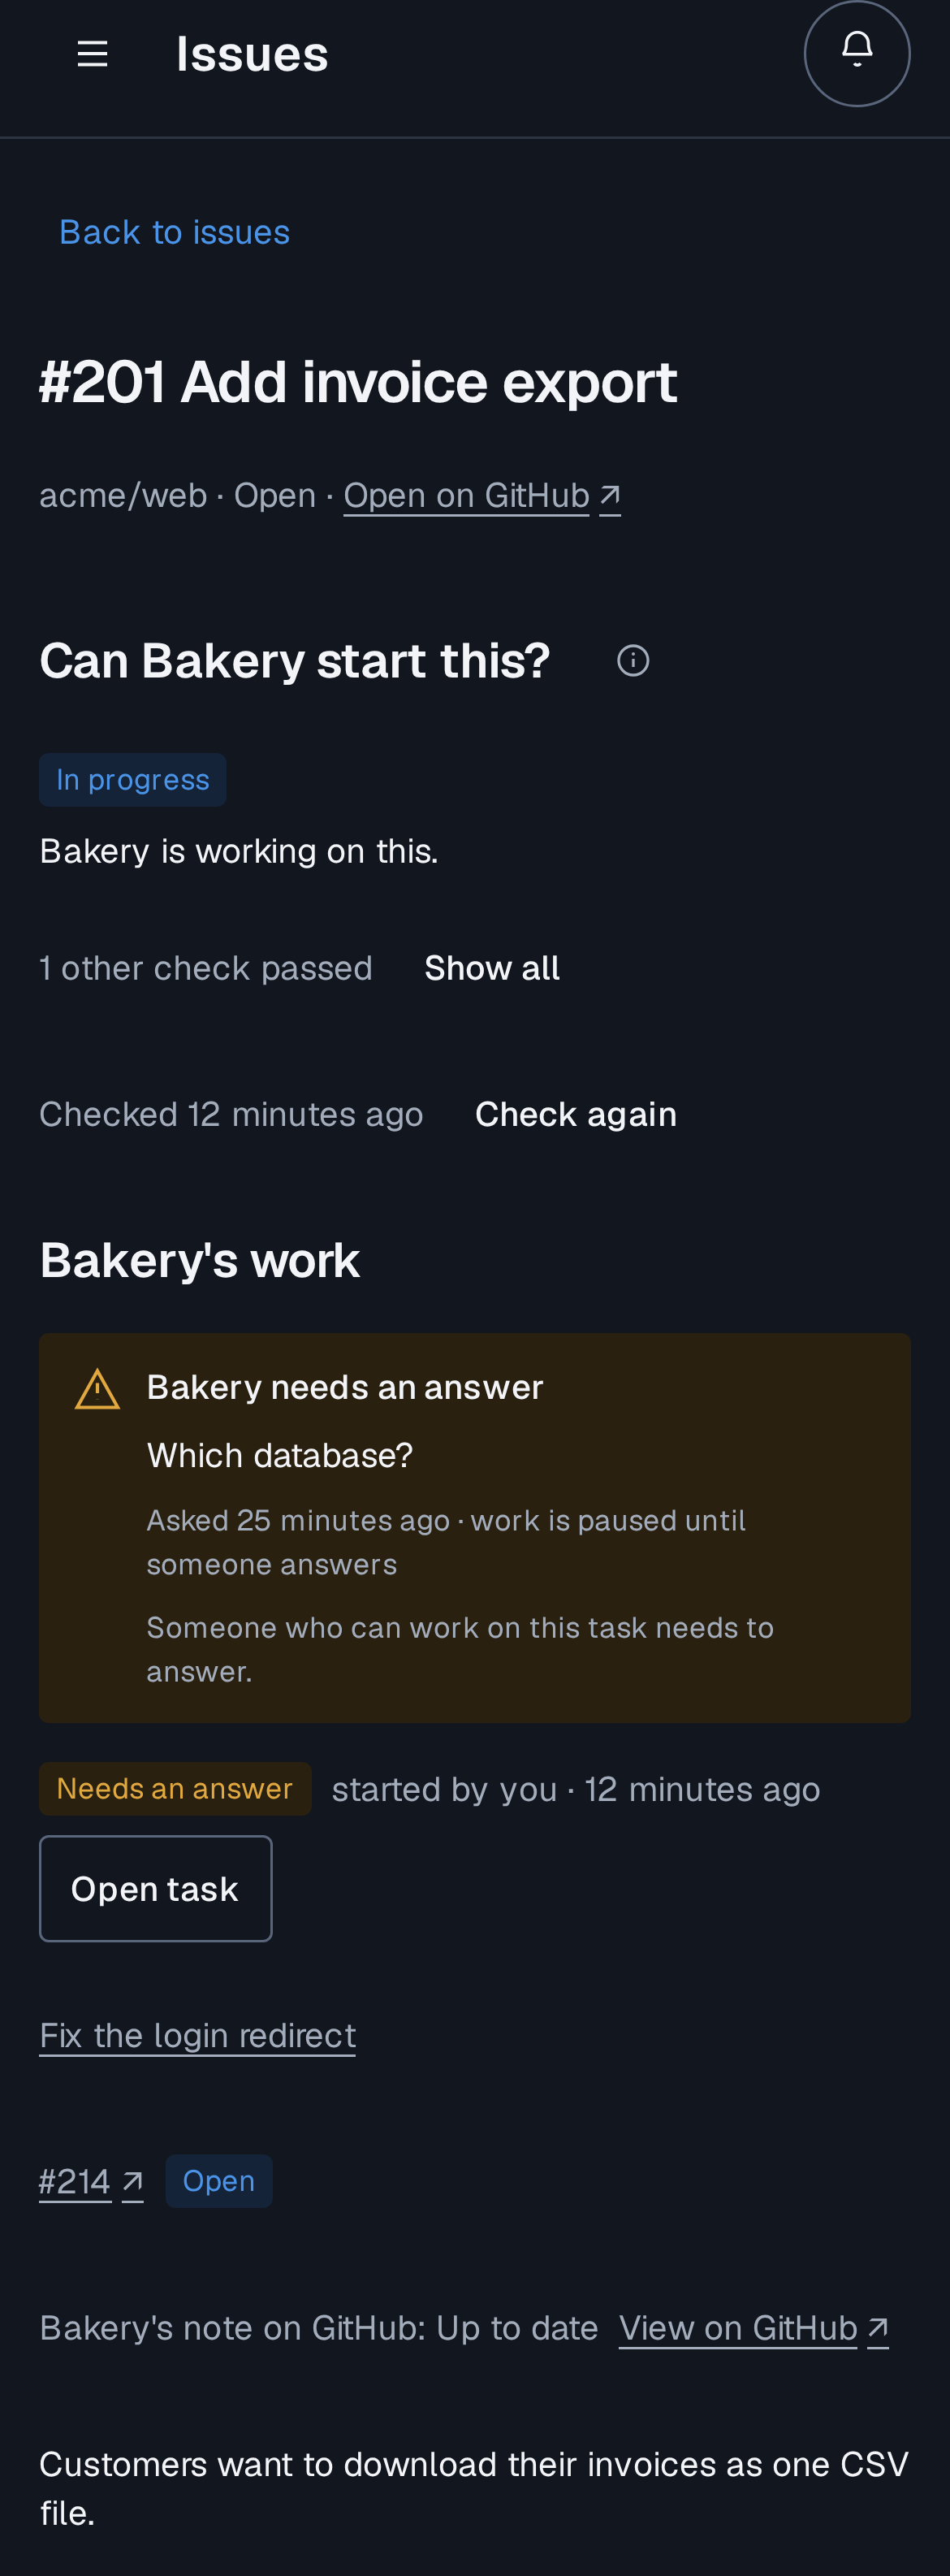 Issues
Back to issues
#201 Add invoice export
acme/web · Open · Open on GitHub ↗
Can Bakery start this?
In progress
Bakery is working on this.
1 other check passed Show all
Checked 12 minutes ago Check again
Bakery's work
Bakery needs an answer
Which database?
Asked 25 minutes ago · work is paused until
someone answers
Someone who can work on this task needs to
answer.
Needs an answer started by you · 12 minutes ago
Open task
Fix the login redirect
#214 ↗ Open
Bakery's note on GitHub: Up to date View on GitHub ↗
Customers want to download their invoices as one CSV
file.